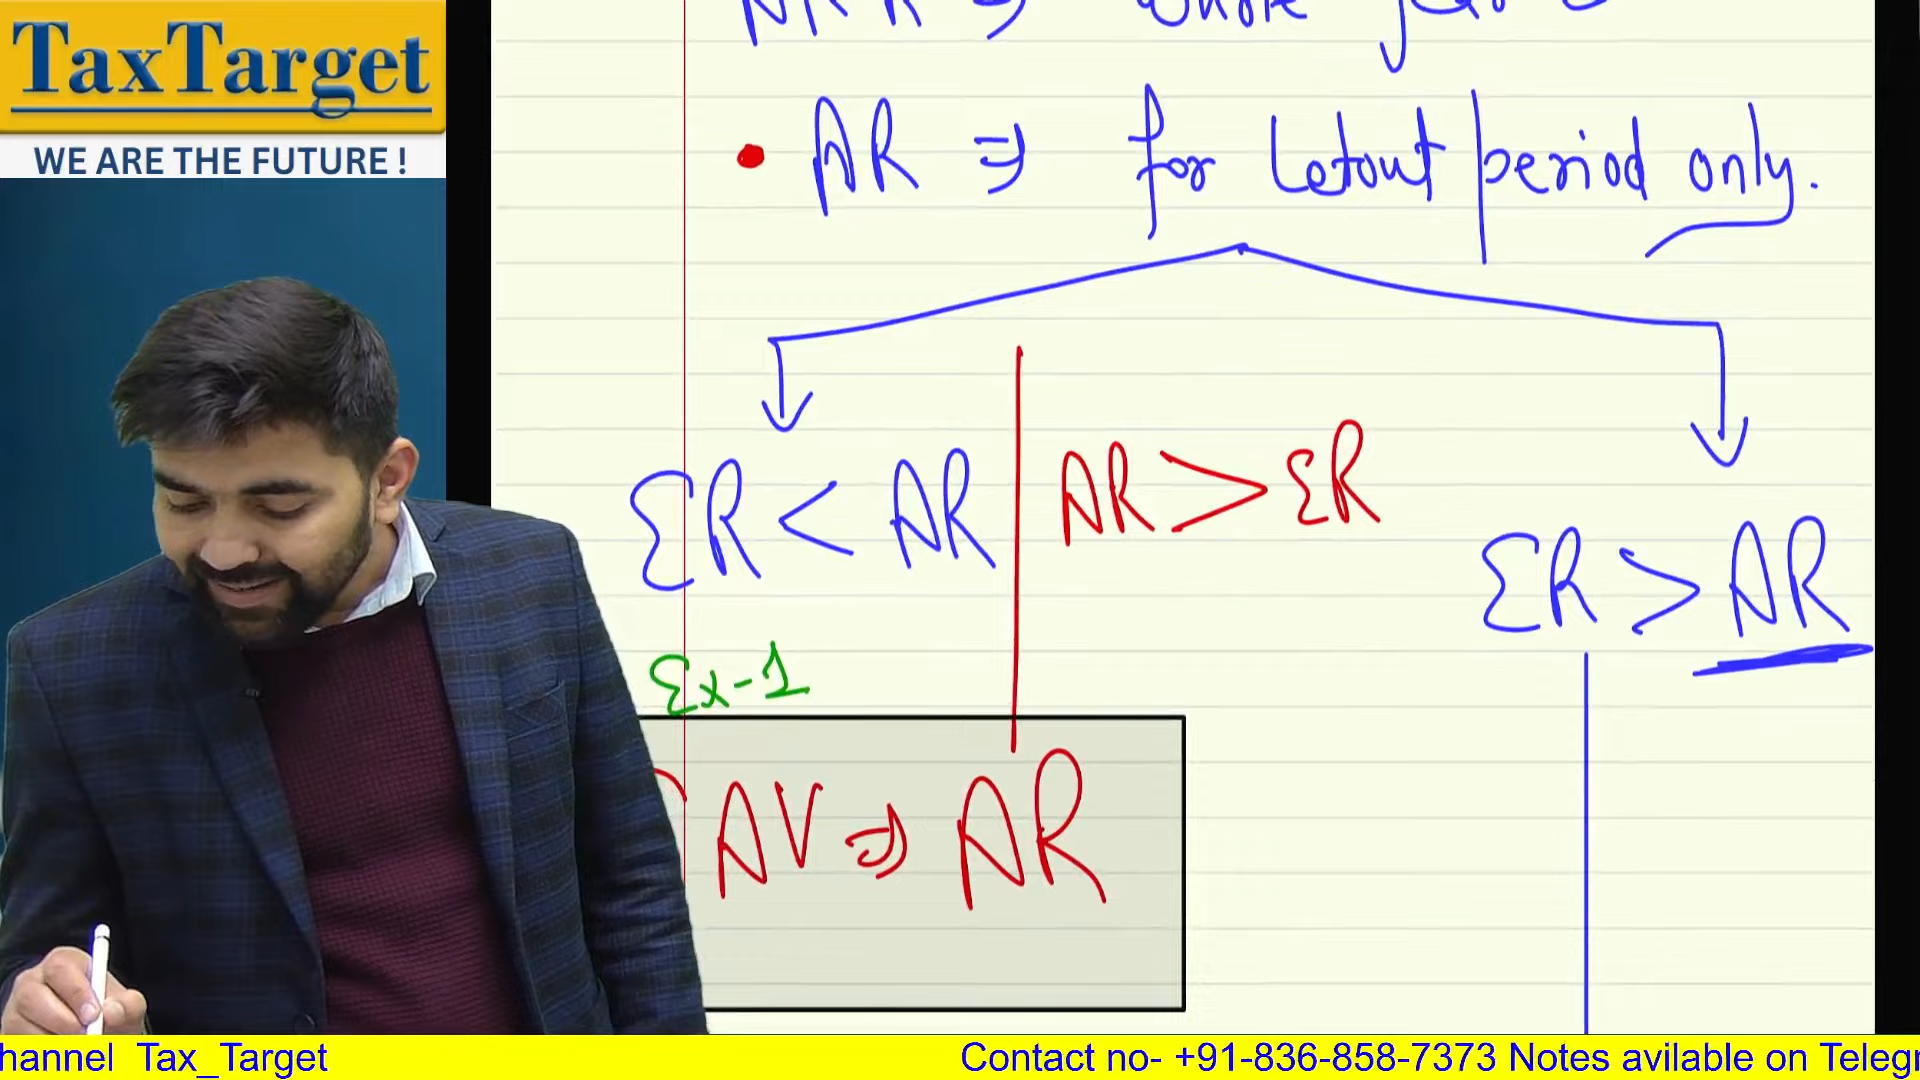 TaxTarget
WE ARE THE FUTURE !
AR ⇒ for Letout period only.
ER < AR
AR > ER
ER > AR
Ex-1
AV ⇒ AR
hannel Tax_Target
Contact no- +91-836-858-7373 Notes avilable on Telegr